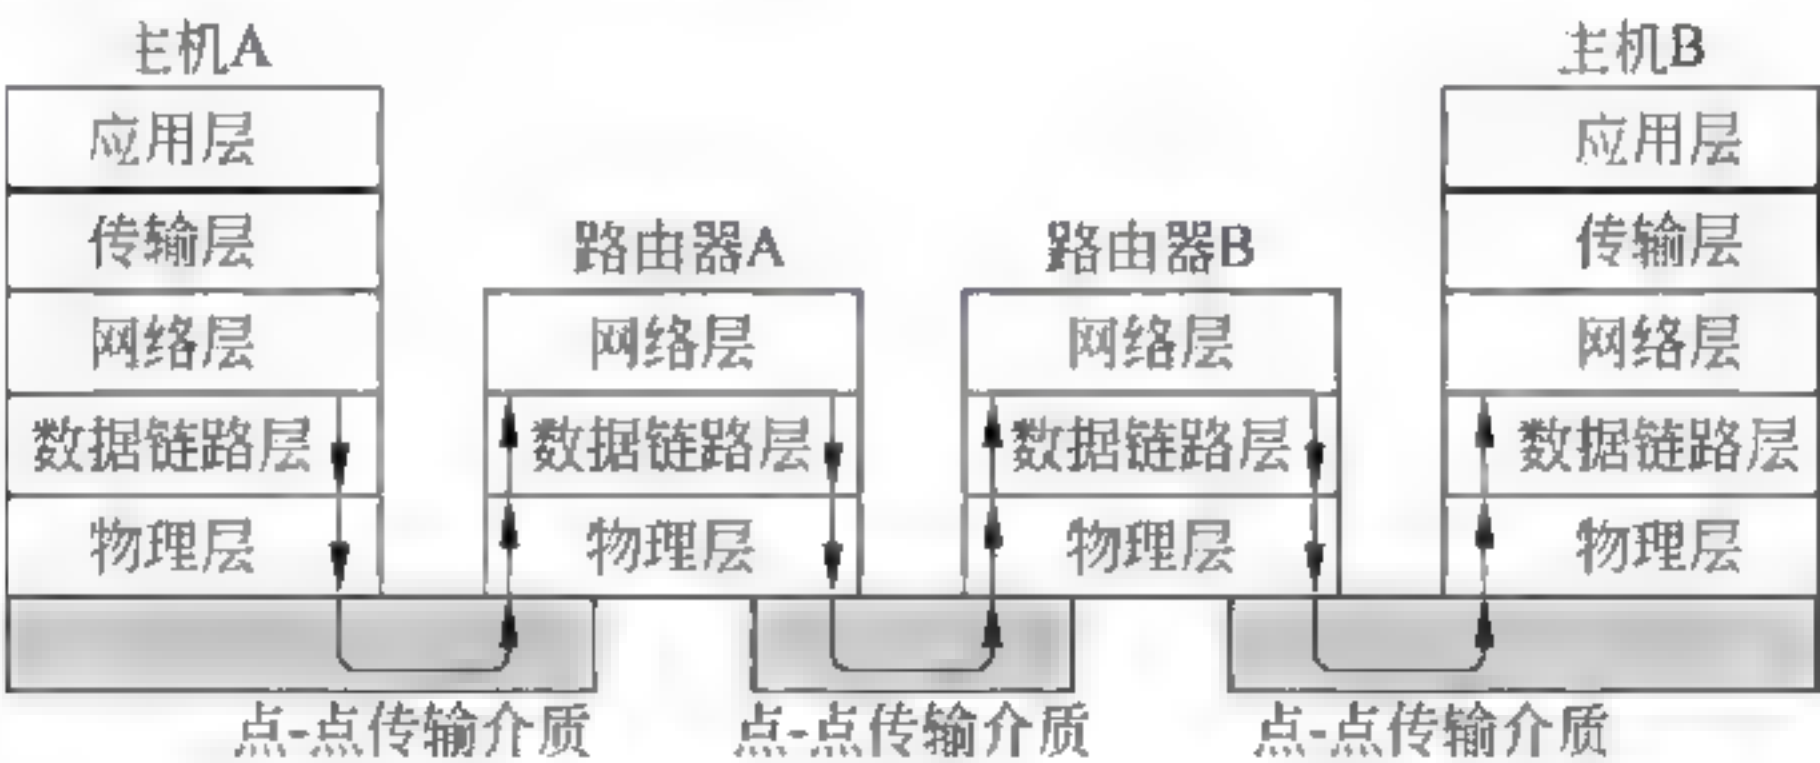 主机A
主机B
应用层
应用层
传输层
路由器A
路由器B
传输层
网络层
网络层
网络层
网络层
数据链路层
数据链路层
数据链路层
数据链路层
物理层
物理层
物理层
物理层
点-点传输介质
点-点传输介质
点-点传输介质